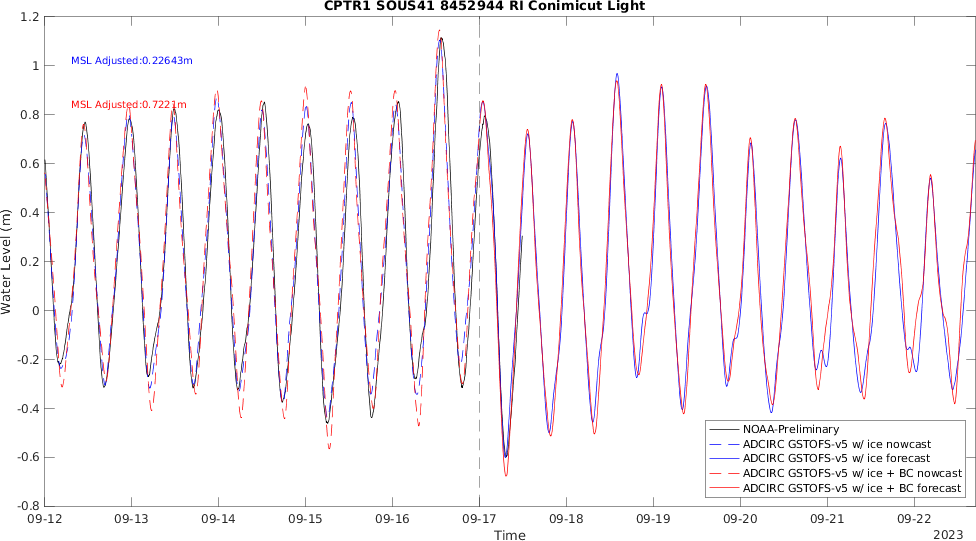 CPTR1 SOUS41 8452944 RI Conimicut Light
1.2
1
0.8
0.6
0.4
0.2
0
-0.2
-0.4
-0.6
-0.8
Water Level (m)
MSL Adjusted:0.22643m
MSL Adjusted:0.7221m
NOAA-Preliminary
ADCIRC GSTOFS-v5 w/ ice nowcast
ADCIRC GSTOFS-v5 w/ ice forecast
ADCIRC GSTOFS-v5 w/ ice + BC nowcast
ADCIRC GSTOFS-v5 w/ ice + BC forecast
09-12 09-13 09-14 09-15 09-16 09-17 09-18 09-19 09-20 09-21 09-22
Time
2023